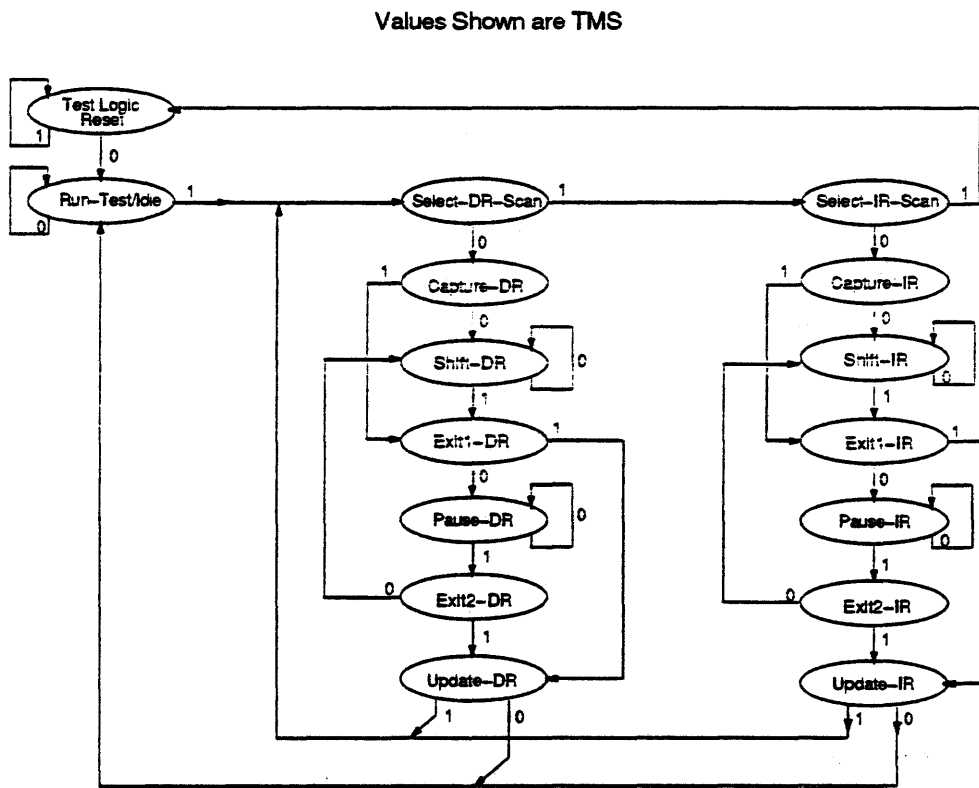 Values Shown are TMS
Test Logic
Reset
1
0
Run-Test/Idle
0
1
Select-DR-Scan
1
Select-IR-Scan
1
0
0
1
Capture-DR
1
Capture-IR
0
0
Shift-DR
0
Shift-IR
0
1
1
Exit1-DR
1
Exit1-IR
1
0
0
Pause-DR
0
Pause-IR
0
1
1
0
Exit2-DR
0
Exit2-IR
1
1
Update-DR
Update-IR
1
0
1
0